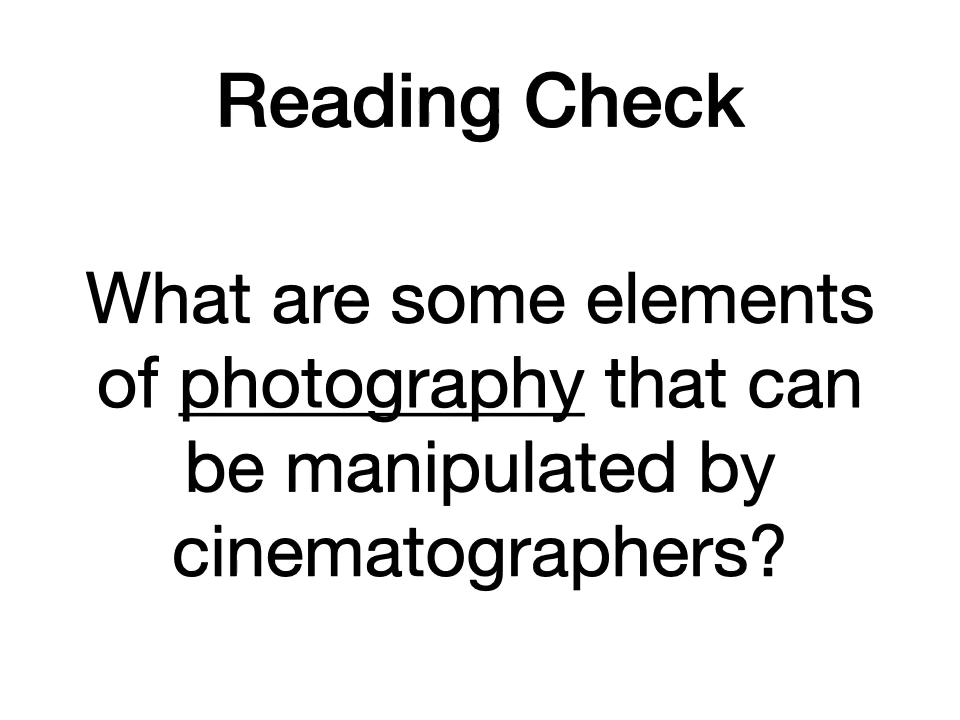 Reading Check
What are some elements
of photography that can
be manipulated by
cinematographers?